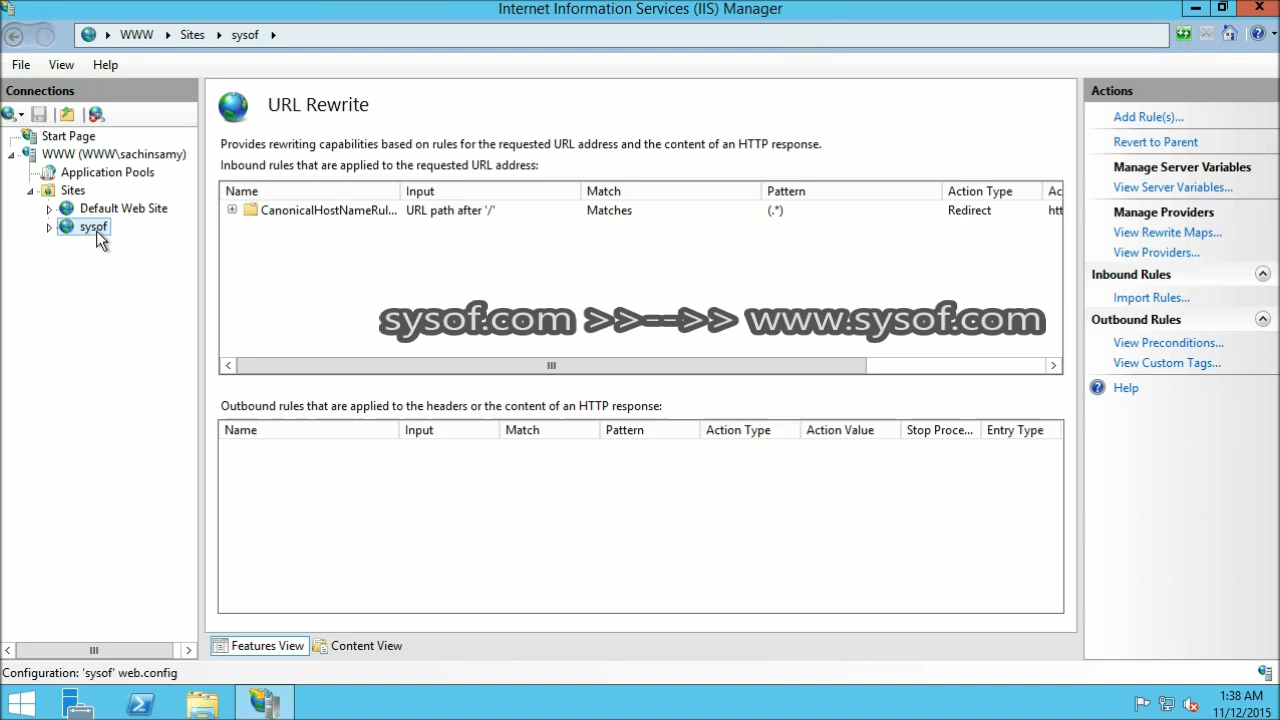 Internet Information Services (IIS) Manager
WWW Sites sysof
File View Help
Connections
Start Page
WWW (WWW\sachinsamy)
Application Pools
Sites
Default Web Site
sysof
URL Rewrite
Provides rewriting capabilities based on rules for the requested URL address and the content of an HTTP response.
Inbound rules that are applied to the requested URL address:
Name Input Match Pattern Action Type Ac
CanonicalHostNameRul... URL path after '/' Matches (.*) Redirect htt
sysof.com >>-->> www.sysof.com
Outbound rules that are applied to the headers or the content of an HTTP response:
Name Input Match Pattern Action Type Action Value Stop Proce... Entry Type
Features View Content View
Actions
Add Rule(s)...
Revert to Parent
Manage Server Variables
View Server Variables...
Manage Providers
View Rewrite Maps...
View Providers...
Inbound Rules
Import Rules...
Outbound Rules
View Preconditions...
View Custom Tags...
Help
Configuration: 'sysof' web.config
1:38 AM
11/12/2015